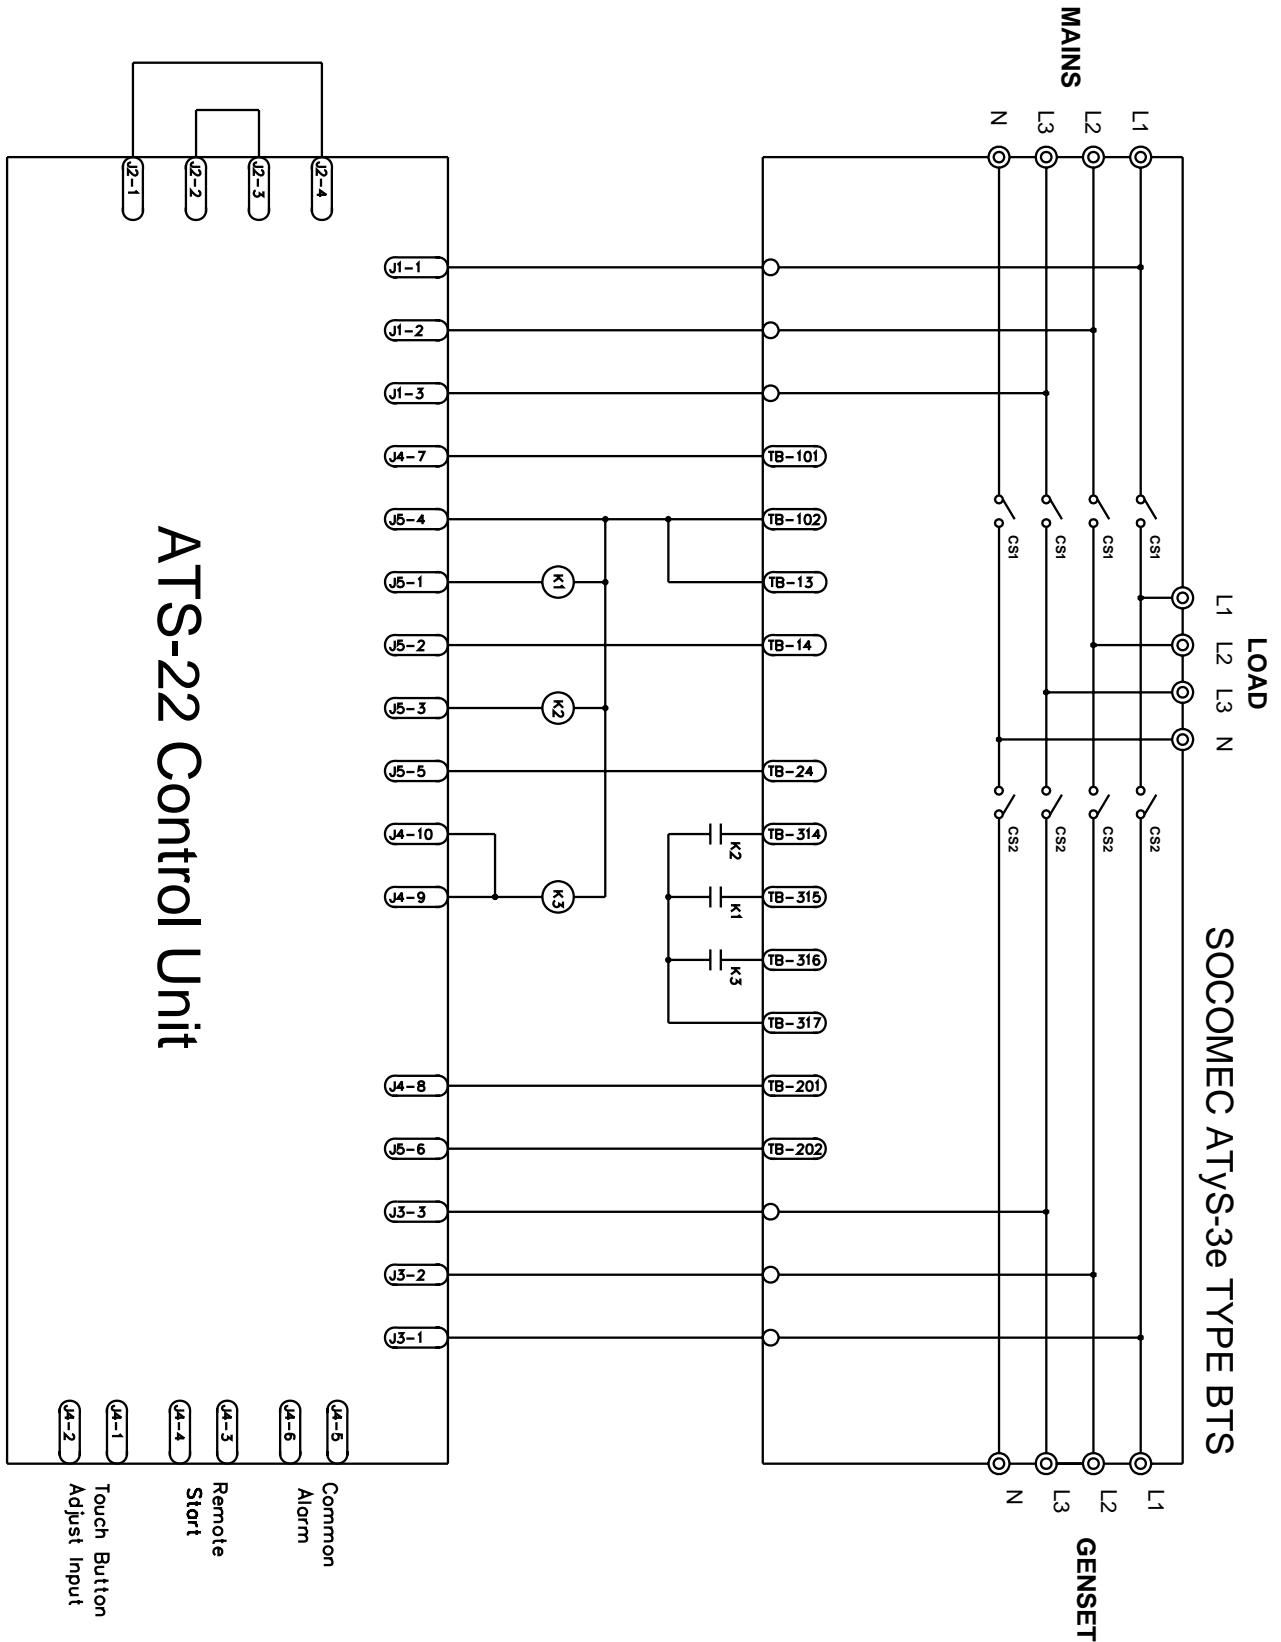 SOCOMEC ATyS-3e TYPE BTS
LOAD
L1
L2
L3
N
MAINS
L1
L2
L3
N
CS1
CS1
CS1
CS1
CS2
CS2
CS2
CS2
GENSET
L1
L2
L3
N
TB-101
TB-102
TB-13
TB-14
TB-24
TB-314
TB-315
TB-316
TB-317
TB-201
TB-202
K2
K1
K3
K1
K2
K3
J1-1
J1-2
J1-3
J4-7
J5-4
J5-1
J5-2
J5-3
J5-5
J4-10
J4-9
J4-8
J5-6
J3-3
J3-2
J3-1
J2-4
J2-3
J2-2
J2-1
ATS-22 Control Unit
J4-5
J4-6
Common
Alarm
J4-3
J4-4
Remote
Start
J4-1
J4-2
Touch Button
Adjust Input